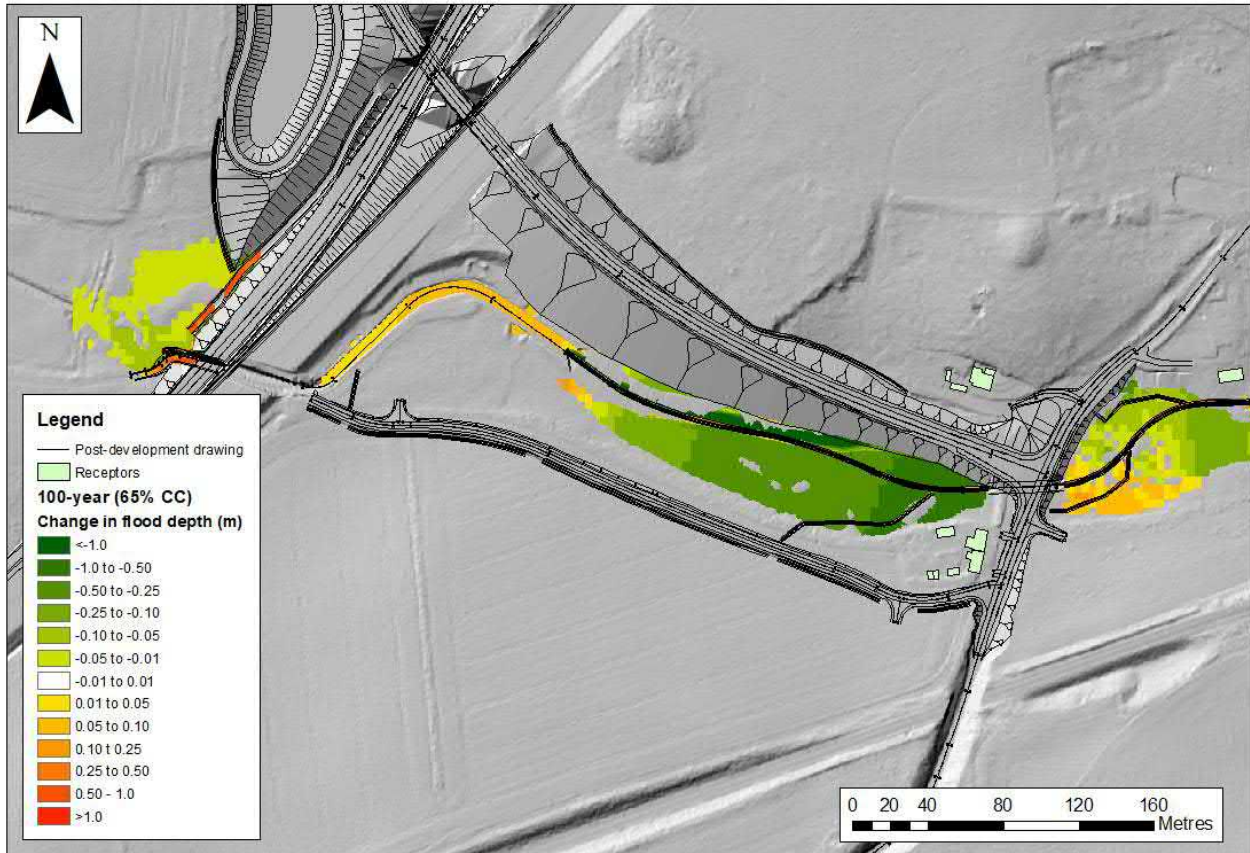 N
Legend
Post-development drawing
Receptors
100-year (65% CC)
Change in flood depth (m)
<-1.0
-1.0 to -0.50
-0.50 to -0.25
-0.25 to -0.10
-0.10 to -0.05
-0.05 to -0.01
-0.01 to 0.01
0.01 to 0.05
0.05 to 0.10
0.10 t 0.25
0.25 to 0.50
0.50 - 1.0
>1.0
0 20 40 80 120 160
Metres